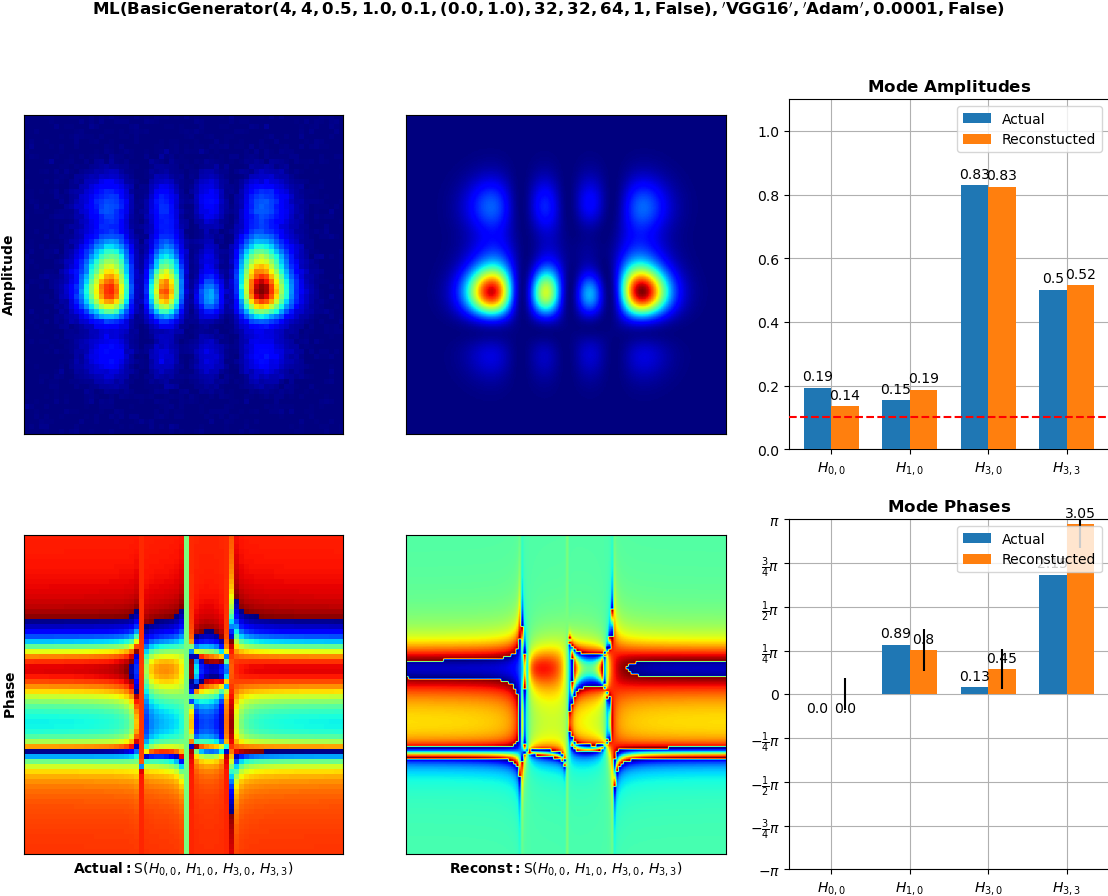 ML(BasicGenerator(4, 4, 0.5, 1.0, 0.1, (0.0, 1.0), 32, 32, 64, 1, False), ′VGG16′, ′Adam′, 0.0001, False)
Amplitude
Mode Amplitudes
Actual
Reconstucted
1.0
0.8
0.6
0.4
0.2
0.0
0.19
0.14
0.15
0.19
0.83
0.83
0.5
0.52
H0,0
H1,0
H3,0
H3,3
Phase
Actual: S(H0,0, H1,0, H3,0, H3,3)
Reconst: S(H0,0, H1,0, H3,0, H3,3)
Mode Phases
Actual
Reconstucted
π
3/4π
1/2π
1/4π
0
−1/4π
−1/2π
−3/4π
−π
0.0
0.0
0.89
0.8
0.13
0.45
3.05
H0,0
H1,0
H3,0
H3,3